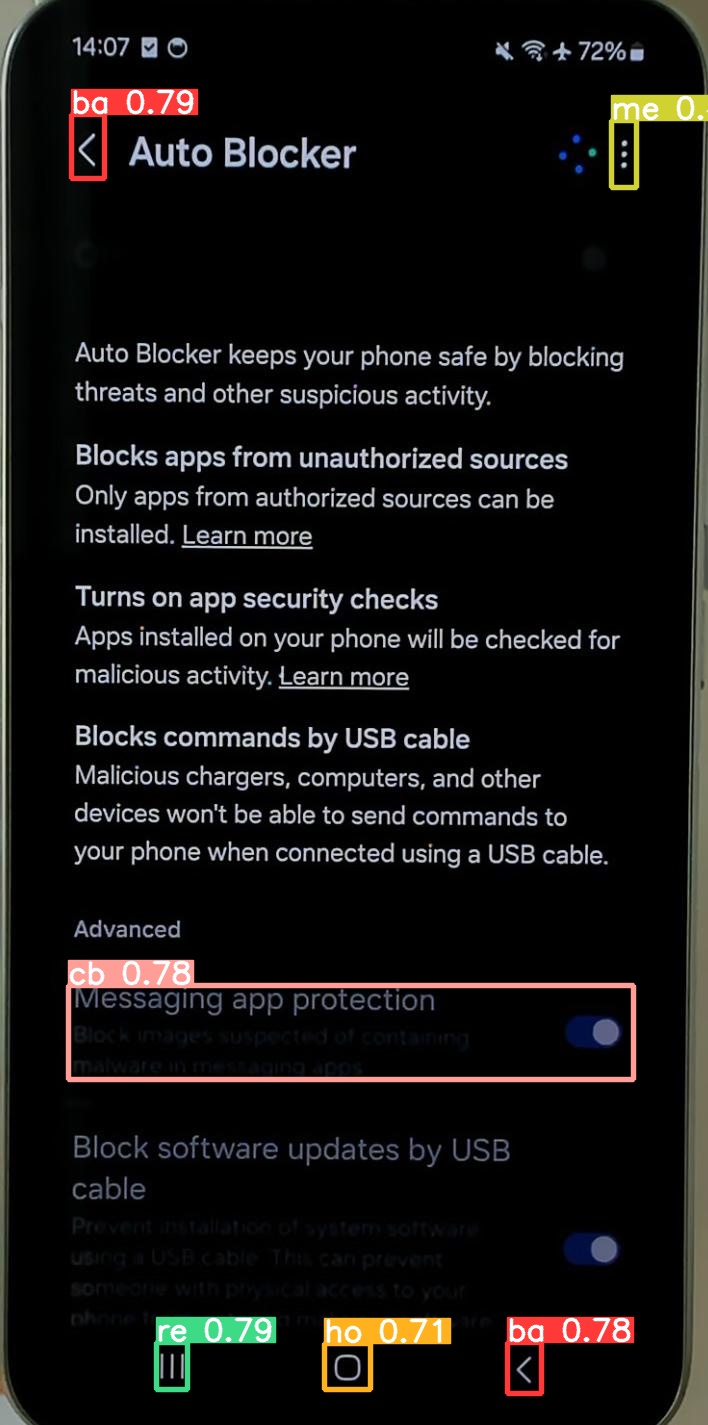 14:07 72%
ba 0.79
me 0.
Auto Blocker
Auto Blocker keeps your phone safe by blocking
threats and other suspicious activity.
Blocks apps from unauthorized sources
Only apps from authorized sources can be
installed. Learn more
Turns on app security checks
Apps installed on your phone will be checked for
malicious activity. Learn more
Blocks commands by USB cable
Malicious chargers, computers, and other
devices won't be able to send commands to
your phone when connected using a USB cable.
Advanced
cb 0.78
Messaging app protection
Block images suspected of containing
malware in messaging apps
Block software updates by USB
cable
Prevent installation of system software
using a USB cable. This can prevent
someone with physical access to your
phone
re 0.79
ho 0.71
ba 0.78